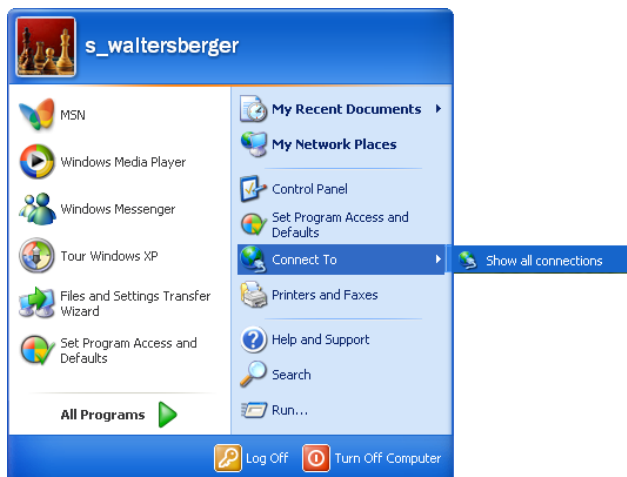 s_waltersberger
MSN
Windows Media Player
Windows Messenger
Tour Windows XP
Files and Settings Transfer
Wizard
Set Program Access and
Defaults
All Programs
My Recent Documents
My Network Places
Control Panel
Set Program Access and
Defaults
Connect To
Show all connections
Printers and Faxes
Help and Support
Search
Run...
Log Off
Turn Off Computer